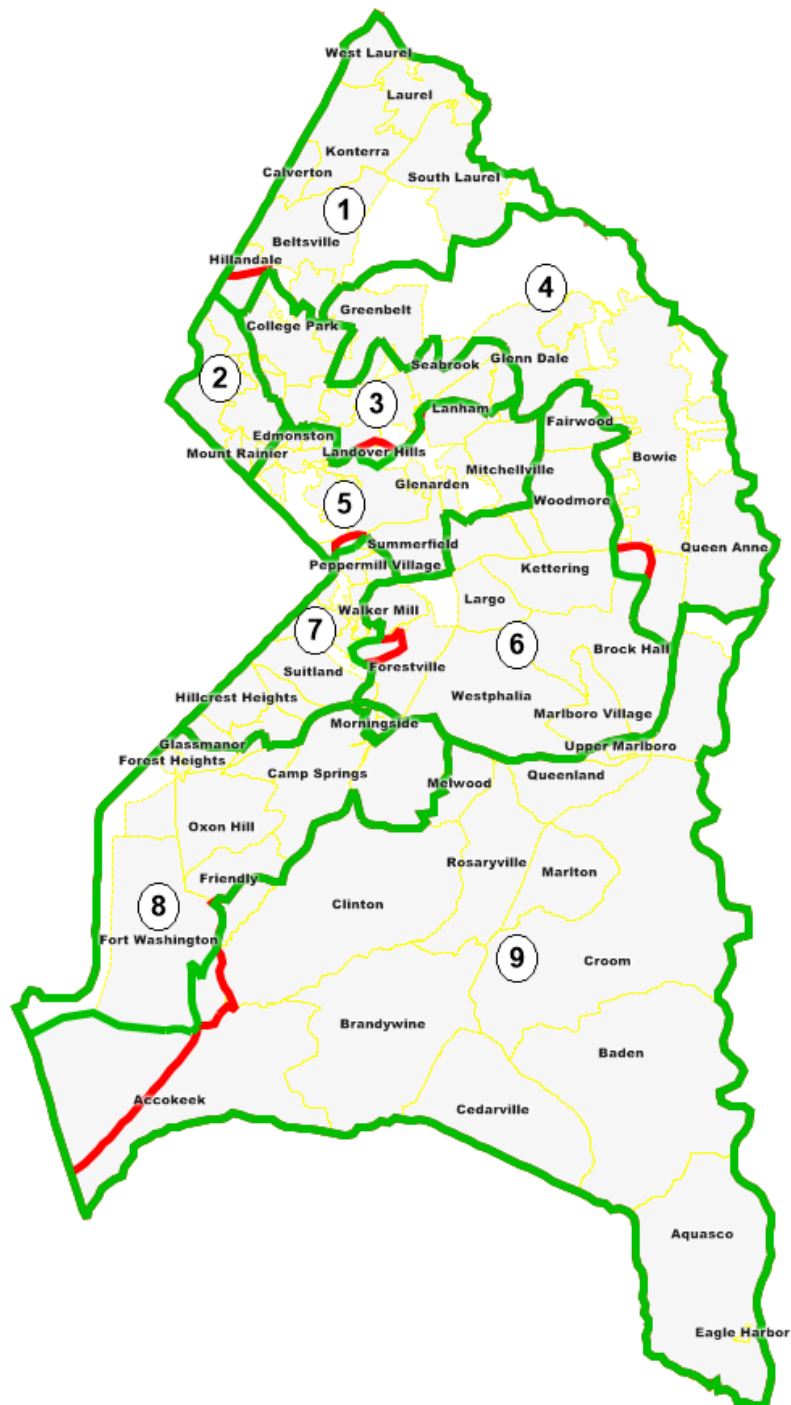 West Laurel
Laurel
Konterra
Calverton
South Laurel
1
Beltsville
Hillandale
4
Greenbelt
College Park
Glenn Dale
Seabrook
2
3
Lanham
Fairwood
Edmonston
Landover Hills
Mount Rainier
Bowie
Mitchellville
Glenarden
Woodmore
5
Summerfield
Queen Anne
Peppermill Village
Kettering
Largo
Walker Mill
7
6
Brock Hall
Forestville
Suitland
Westphalia
Hillcrest Heights
Marlboro Village
Morningside
Glassmanor
Upper Marlboro
Forest Heights
Camp Springs
Queenland
Melwood
Oxon Hill
Rosaryville
Marlton
Friendly
Clinton
8
Fort Washington
9
Croom
Brandywine
Baden
Accokeek
Cedarville
Aquasco
Eagle Harbor